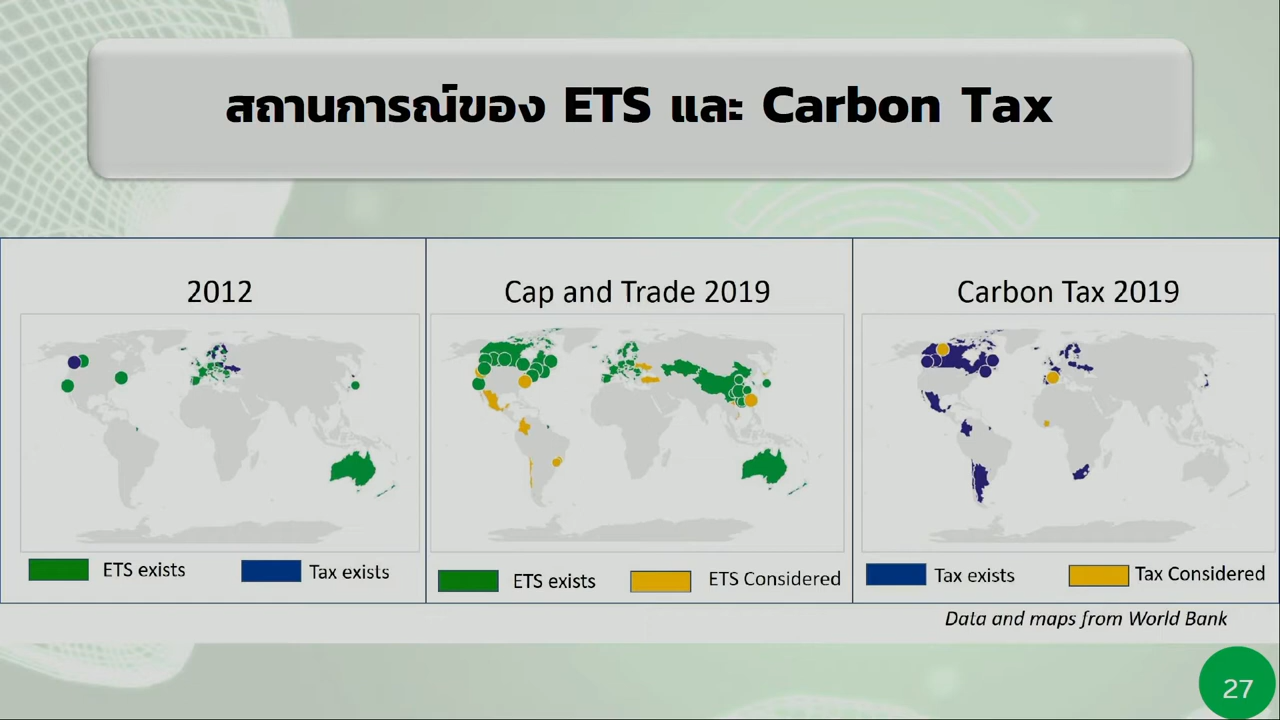 สถานการณ์ของ ETS และ Carbon Tax
2012
Cap and Trade 2019
Carbon Tax 2019
ETS exists
Tax exists
ETS exists
ETS Considered
Tax exists
Tax Considered
Data and maps from World Bank
27